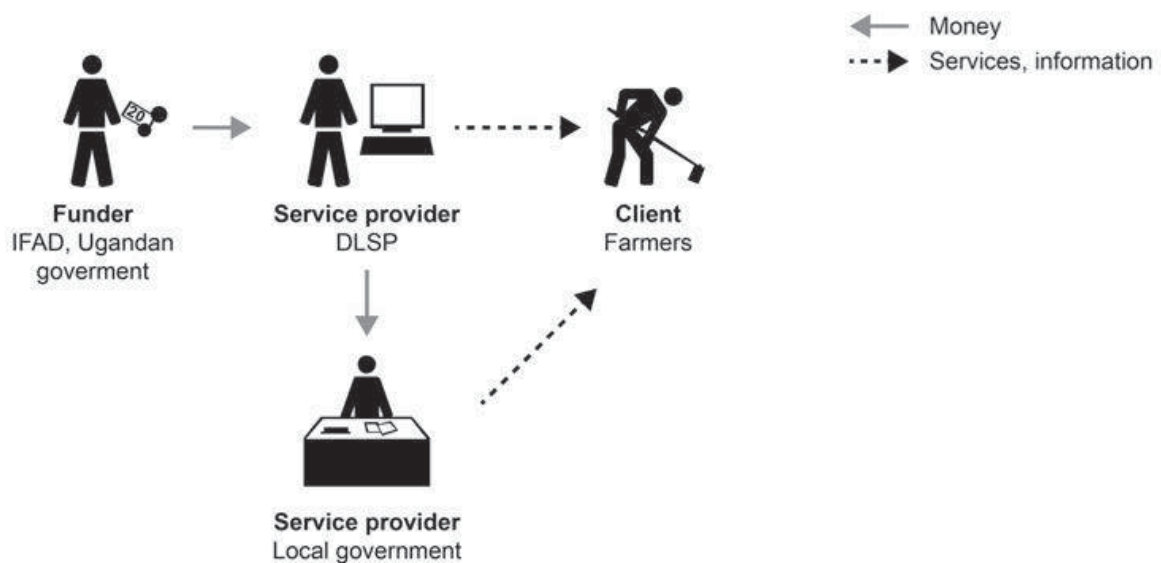 Money
Services, information
20
Funder
IFAD, Ugandan
goverment
Service provider
DLSP
Client
Farmers
Service provider
Local government